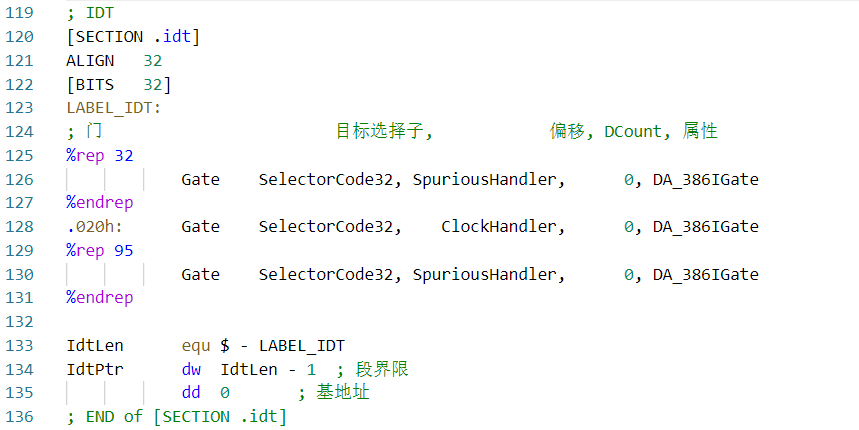 119 ; IDT
120 [SECTION .idt]
121 ALIGN   32
122 [BITS   32]
123 LABEL_IDT:
124 ; 门                        目标选择子,            偏移, DCount, 属性
125 %rep 32
126             Gate    SelectorCode32, SpuriousHandler,      0, DA_386IGate
127 %endrep
128 .020h:      Gate    SelectorCode32,    ClockHandler,      0, DA_386IGate
129 %rep 95
130             Gate    SelectorCode32, SpuriousHandler,      0, DA_386IGate
131 %endrep
132
133 IdtLen      equ $ - LABEL_IDT
134 IdtPtr      dw  IdtLen - 1  ; 段界限
135             dd  0       ; 基地址
136 ; END of [SECTION .idt]